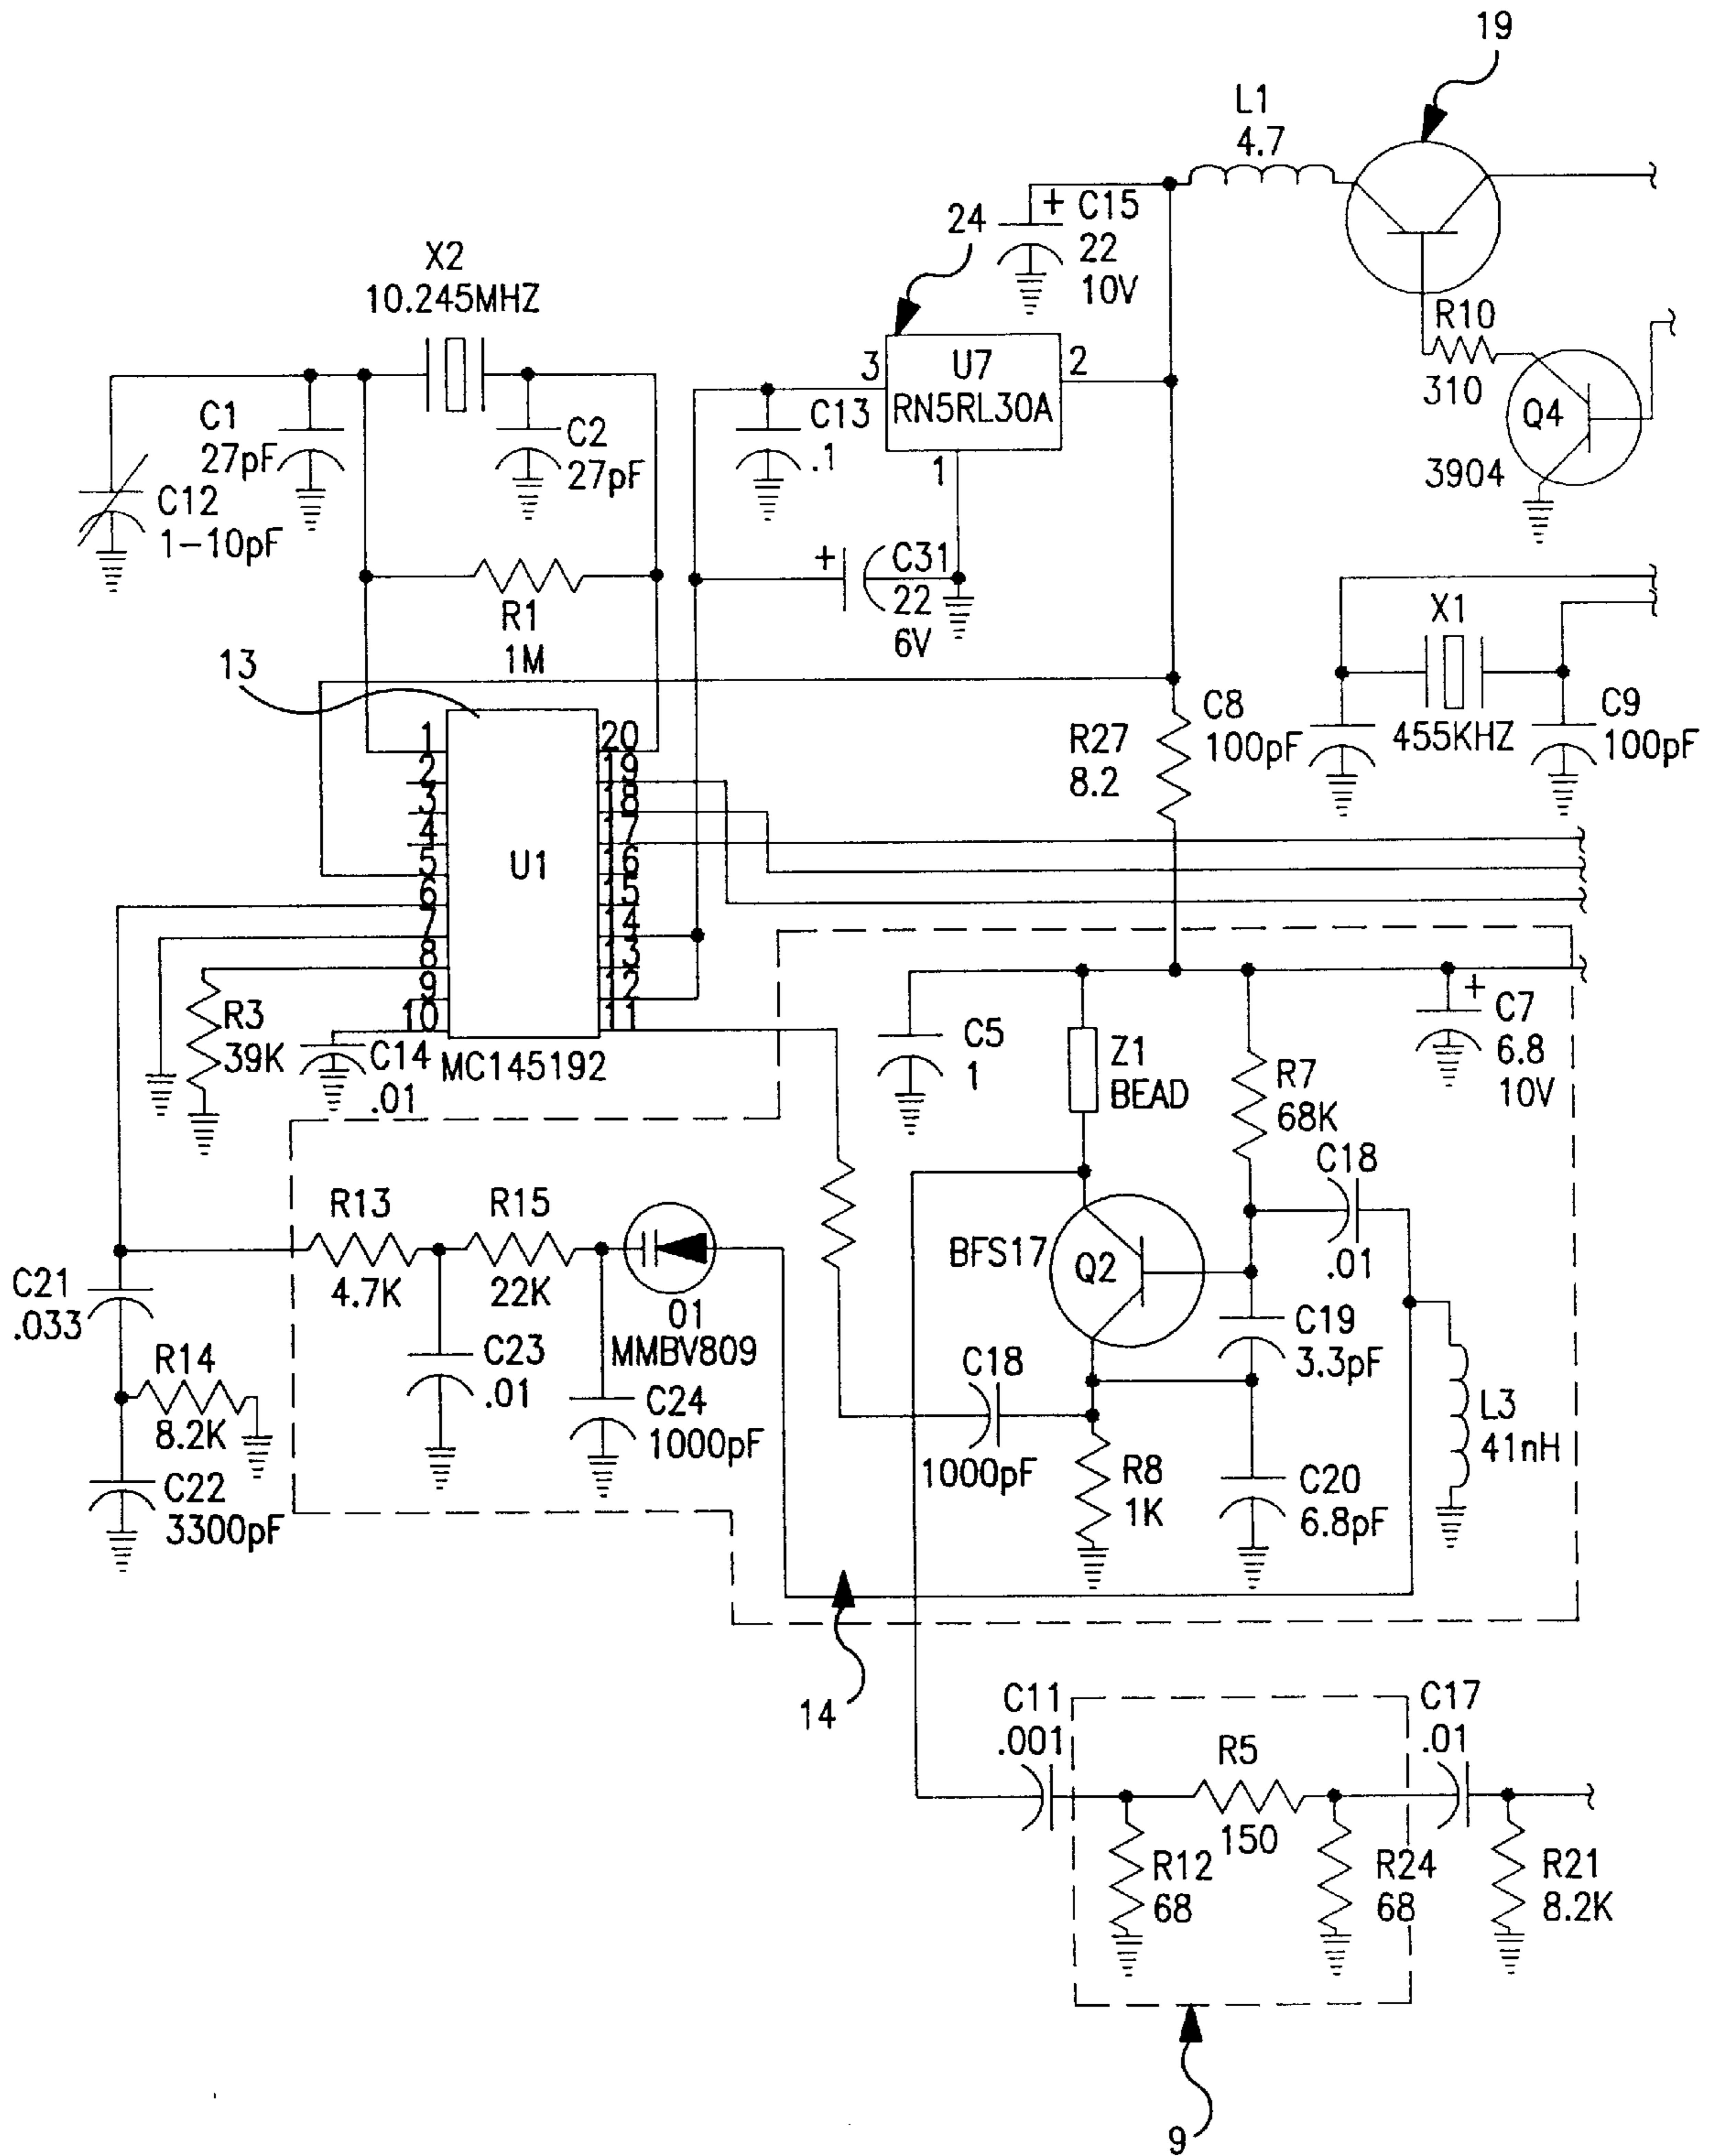 19
L1
4.7
24
C15
22
10V
+
X2
10.245MHZ
R10
310
Q4
3904
3
U7
RN5RL30A
2
1
C1
27pF
C2
27pF
C13
.1
C12
1-10pF
+
C31
22
6V
R1
1M
X1
455KHZ
C8
100pF
C9
100pF
13
R27
8.2
1
2
3
4
5
6
7
8
9
10
U1
20
19
18
17
16
15
14
13
12
11
MC145192
R3
39K
C14
.01
C5
1
Z1
BEAD
R7
68K
+
C7
6.8
10V
C18
.01
R13
4.7K
R15
22K
01
MMBV809
BFS17
Q2
C21
.033
R14
8.2K
C22
3300pF
C23
.01
C24
1000pF
C18
1000pF
C19
3.3pF
R8
1K
C20
6.8pF
L3
41nH
14
C11
.001
R5
150
C17
.01
R12
68
R24
68
R21
8.2K
9